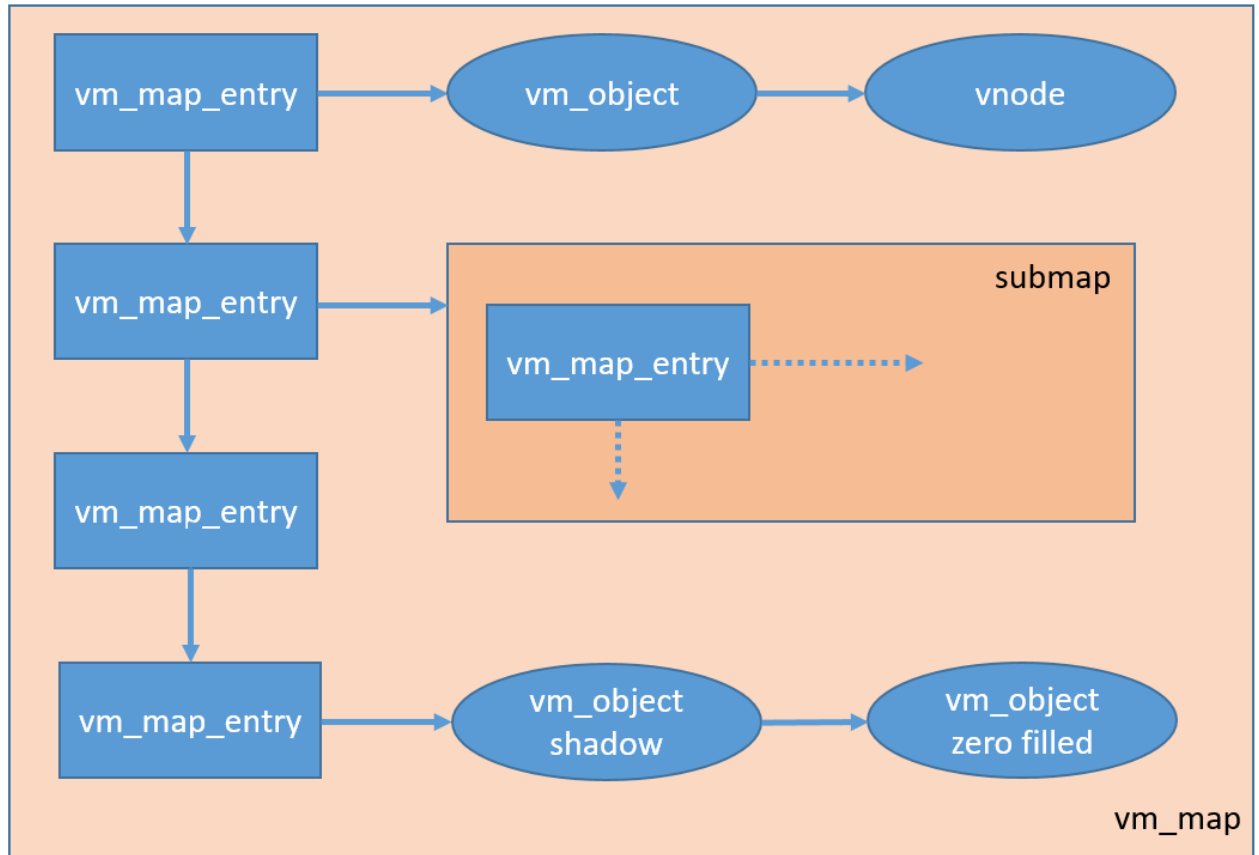 vm_map_entry
vm_object
vnode
vm_map_entry
submap
vm_map_entry
vm_map_entry
vm_map_entry
vm_object
shadow
vm_object
zero filled
vm_map